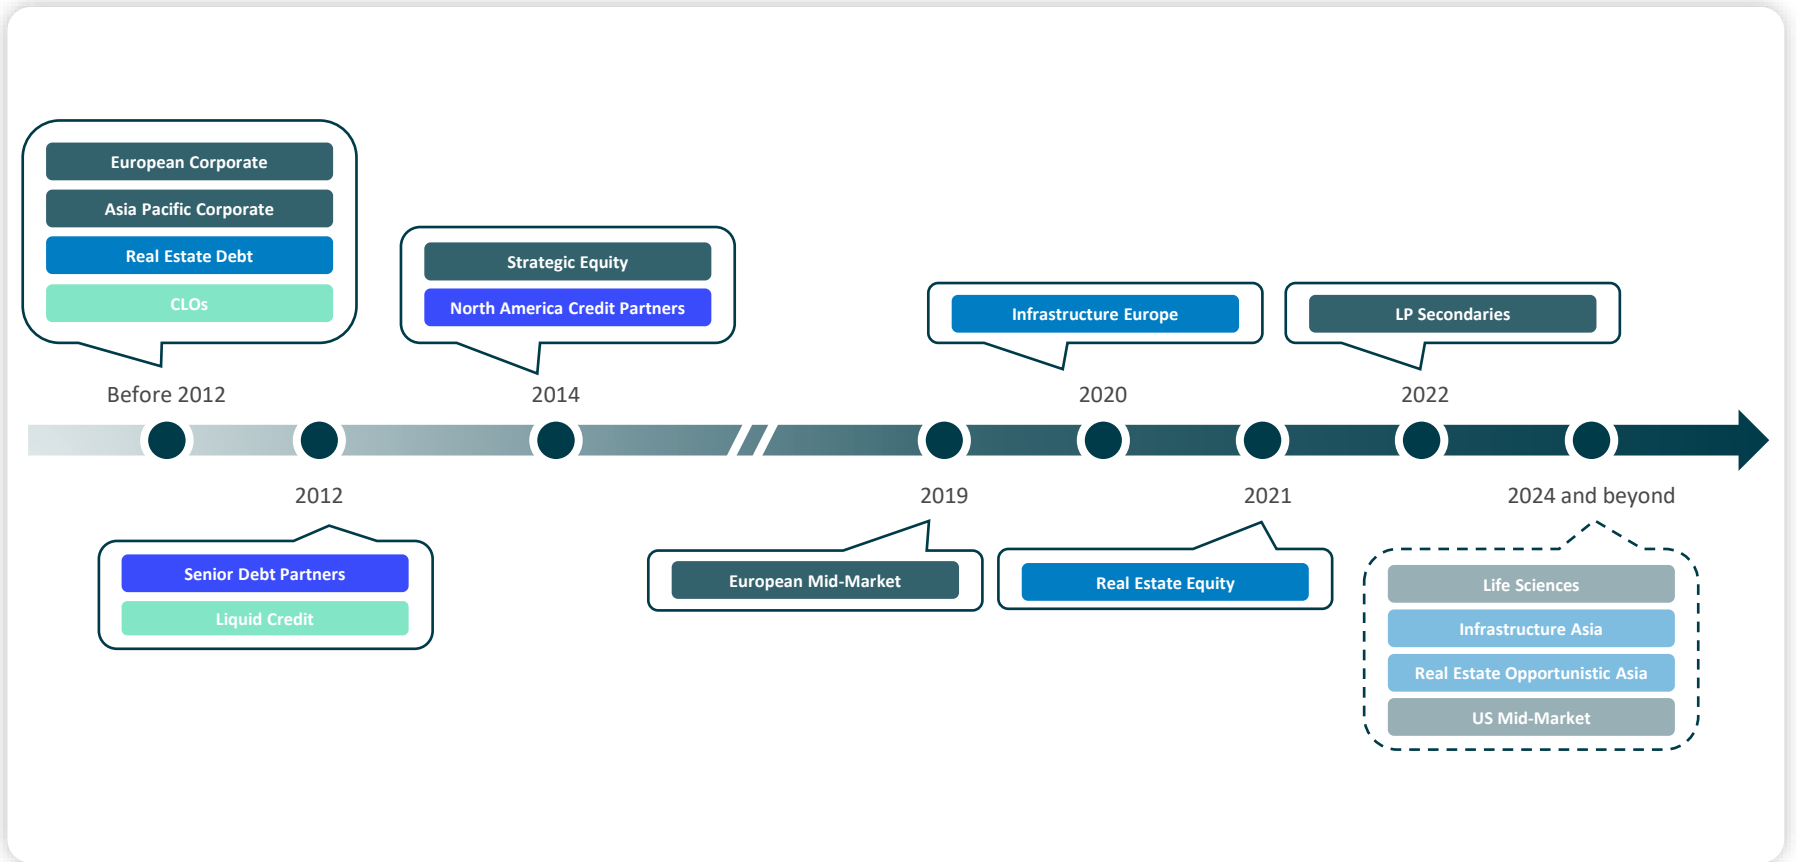 European Corporate
Asia Pacific Corporate
Real Estate Debt
CLOs
Before 2012
Senior Debt Partners
Liquid Credit
2012
Strategic Equity
North America Credit Partners
2014
European Mid-Market
2019
Infrastructure Europe
2020
Real Estate Equity
2021
LP Secondaries
2022
2024 and beyond
Life Sciences
Infrastructure Asia
Real Estate Opportunistic Asia
US Mid-Market